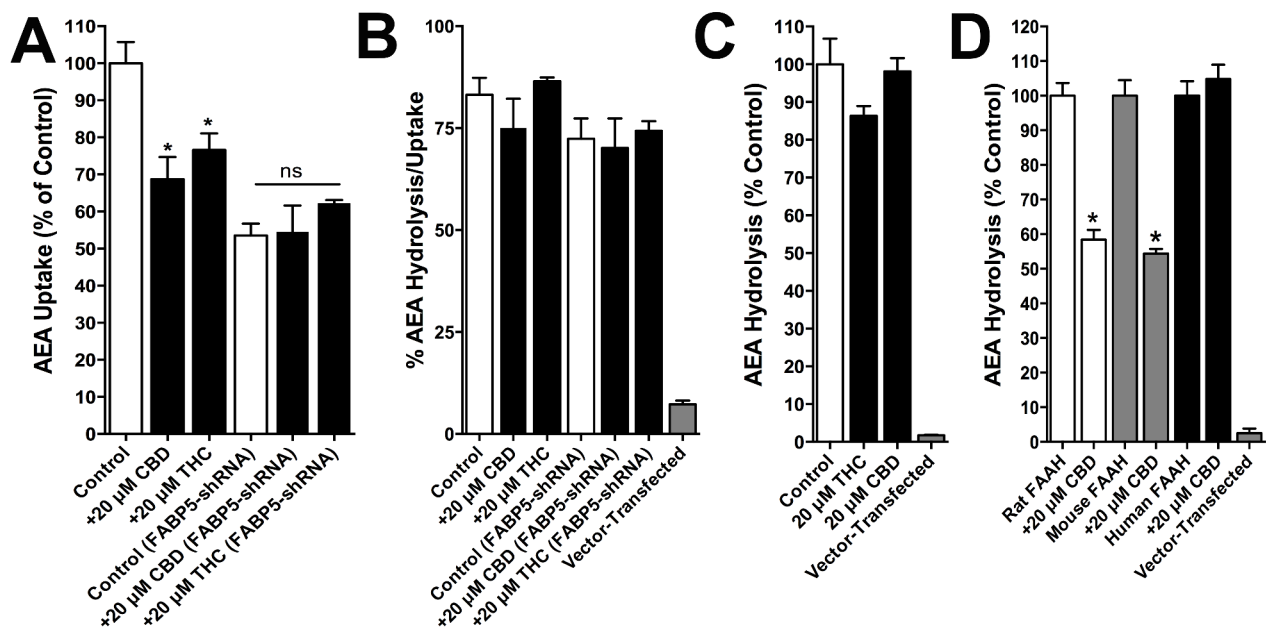 A
AEA Uptake (% of Control)
110
100
90
80
70
60
50
40
30
20
10
0
*
*
ns
Control
+20 µM CBD
+20 µM THC
Control (FABP5-shRNA)
+20 µM CBD (FABP5-shRNA)
+20 µM THC (FABP5-shRNA)
B
% AEA Hydrolysis/Uptake
100
75
50
25
0
Control
+20 µM CBD
+20 µM THC
Control (FABP5-shRNA)
+20 µM CBD (FABP5-shRNA)
+20 µM THC (FABP5-shRNA)
Vector-Transfected
C
AEA Hydrolysis (% Control)
110
100
90
80
70
60
50
40
30
20
10
0
Control
20 µM THC
20 µM CBD
Vector-Transfected
D
AEA Hydrolysis (% Control)
120
110
100
90
80
70
60
50
40
30
20
10
0
*
*
Rat FAAH
+20 µM CBD
Mouse FAAH
+20 µM CBD
Human FAAH
+20 µM CBD
Vector-Transfected